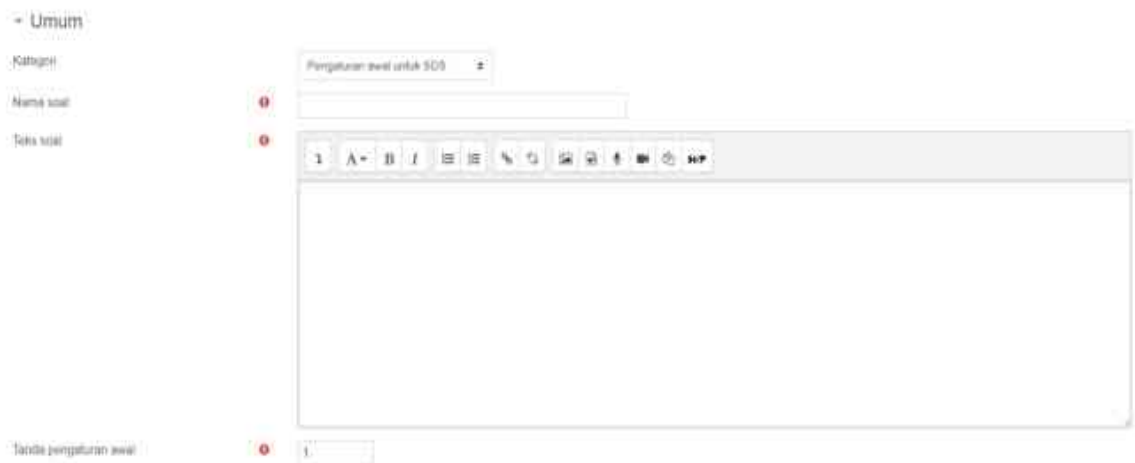 Umum
Kategori
Pengaturan awal untuk SOS
Nama soal
Teks soal
A B I H-P
Tanda pengaturan awal
1